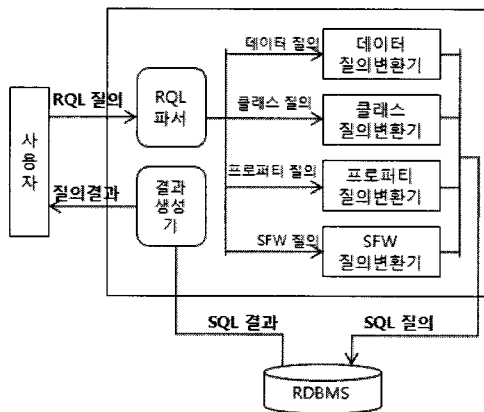 데이터 질의
데이터
질의변환기
RQL 질의
RQL
파서
클래스 질의
클래스
질의변환기
사용자
질의결과
결과
생성
기
프로퍼티 질의
프로퍼티
질의변환기
SFW 질의
SFW
질의변환기
SQL 결과
SQL 질의
RDBMS